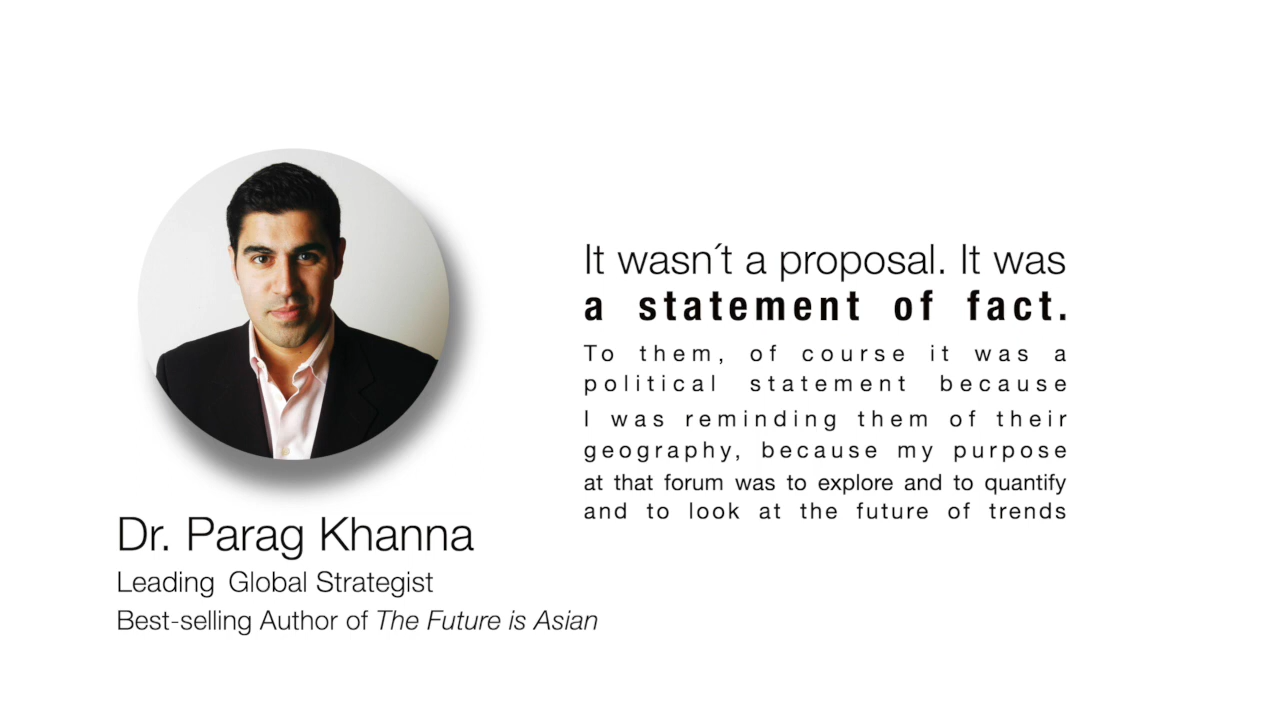 It wasn´t a proposal. It was
a statement of fact.
To them, of course it was a
political statement because
I was reminding them of their
geography, because my purpose
at that forum was to explore and to quantify
and to look at the future of trends
Dr. Parag Khanna
Leading Global Strategist
Best-selling Author of The Future is Asian